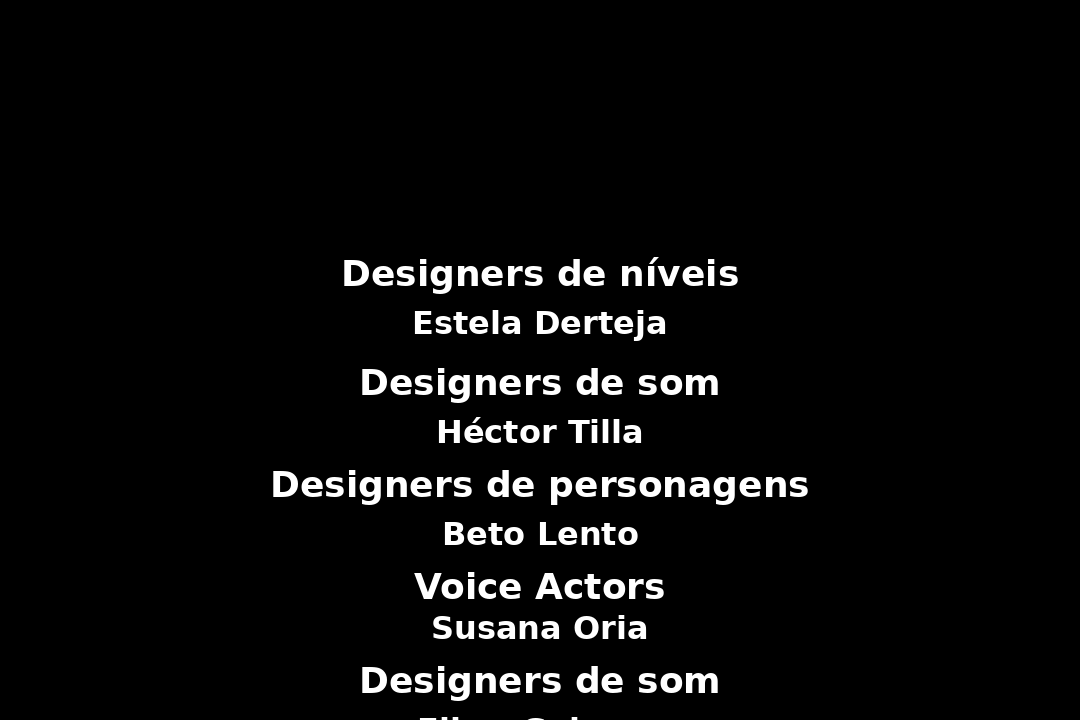 Designers de níveis
Estela Derteja
Designers de som
Héctor Tilla
Designers de personagens
Beto Lento
Voice Actors
Susana Oria
Designers de som